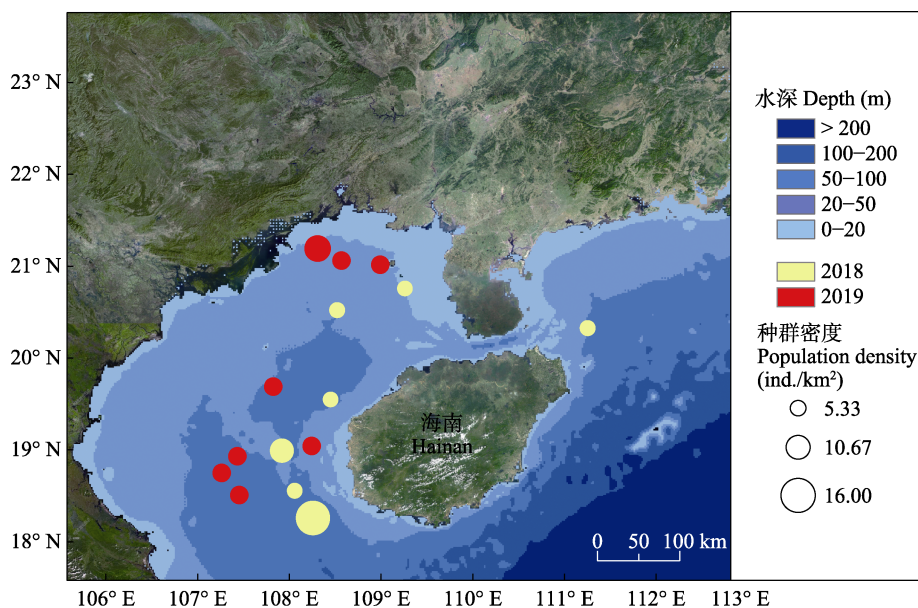 23° N
22° N
21° N
20° N
19° N
18° N
106° E
107° E
108° E
109° E
110° E
111° E
112° E
113° E
海南
Hainan
0 50 100 km
水深 Depth (m)
> 200
100−200
50−100
20−50
0−20
2018
2019
种群密度
Population density
(ind./km²)
5.33
10.67
16.00